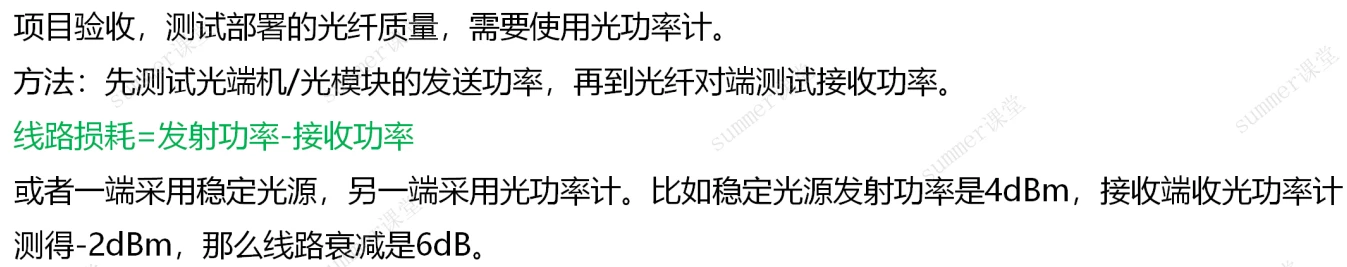 项目验收，测试部署的光纤质量，需要使用光功率计。
方法：先测试光端机/光模块的发送功率，再到光纤对端测试接收功率。
线路损耗=发射功率-接收功率
或者一端采用稳定光源，另一端采用光功率计。比如稳定光源发射功率是4dBm，接收端收光功率计
测得-2dBm，那么线路衰减是6dB。
summer课堂
summer课堂
summer课堂
summer课堂
summer课堂
summer课堂